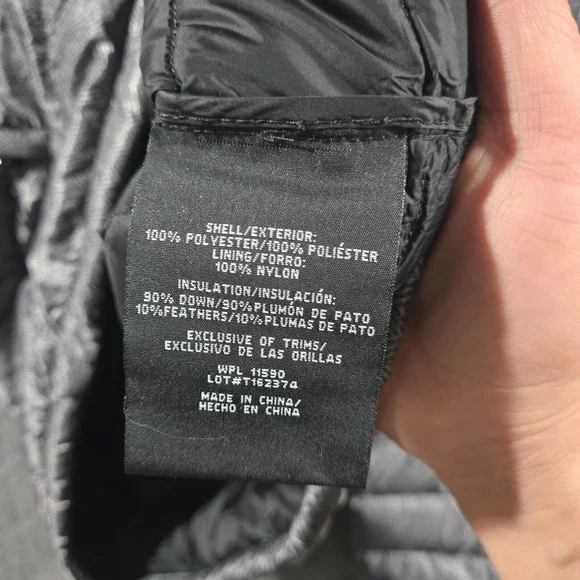 SHELL/EXTERIOR:
100% POLYESTER/100% POLIÉSTER
LINING/FORRO:
100% NYLON
INSULATION/INSULACIÓN:
90% DOWN/90%PLUMÓN DE PATO
10%FEATHERS/10%PLUMAS DE PATO
EXCLUSIVE OF TRIMS/
EXCLUSIVO DE LAS ORILLAS
WPL 11590
LOT#T162374
MADE IN CHINA/
HECHO EN CHINA